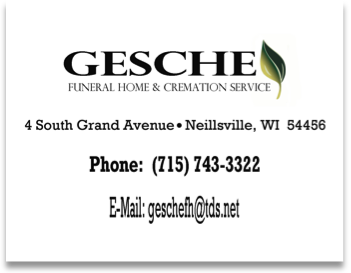 GESCHE
FUNERAL HOME & CREMATION SERVICE
4 South Grand Avenue• Neillsville, WI 54456
Phone: (715) 743-3322
E-Mail: geschefh@tds.net